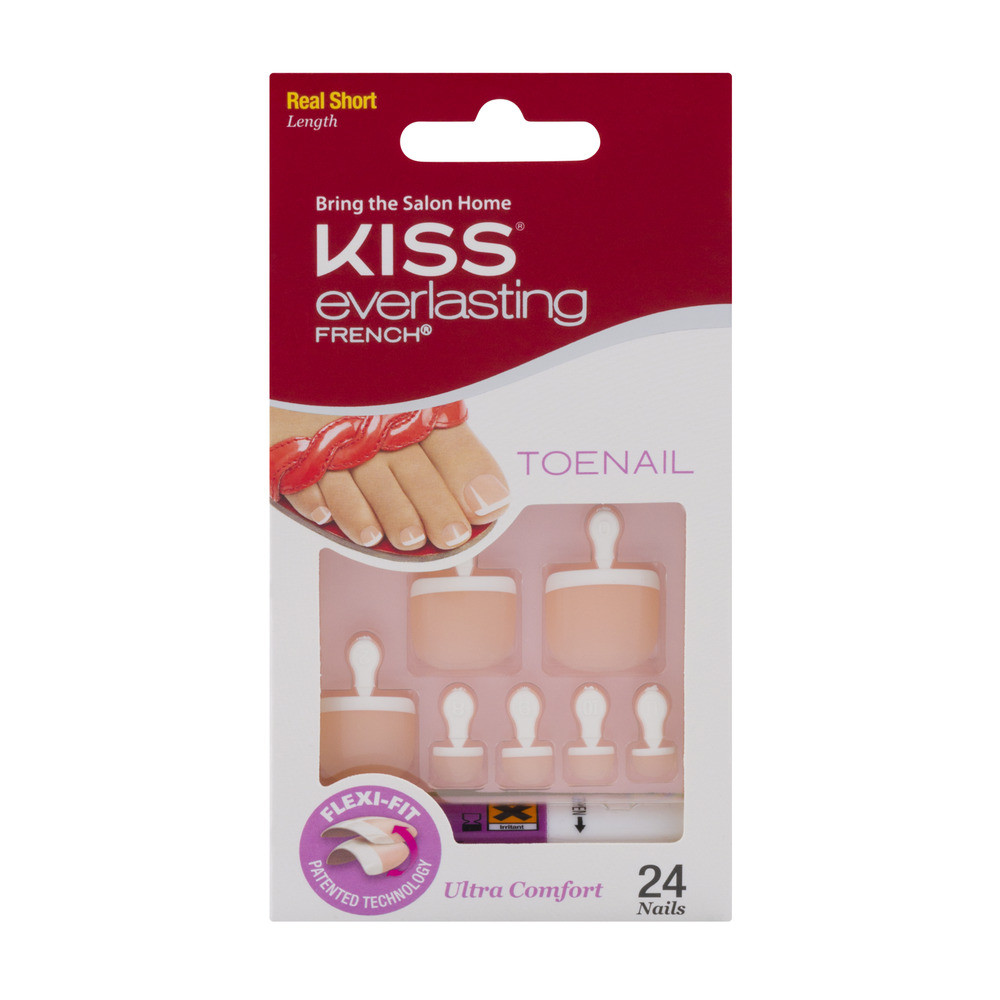 Real Short
Length
Bring the Salon Home
KISS®
everlasting
FRENCH®
TOENAIL
FLEXI-FIT
PATENTED TECHNOLOGY
Irritant
Ultra Comfort
24
Nails